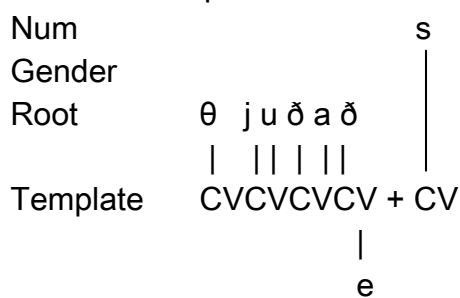 Num s
Gender
Root θ j u ð a ð
Template CVCVCVCV + CV
e